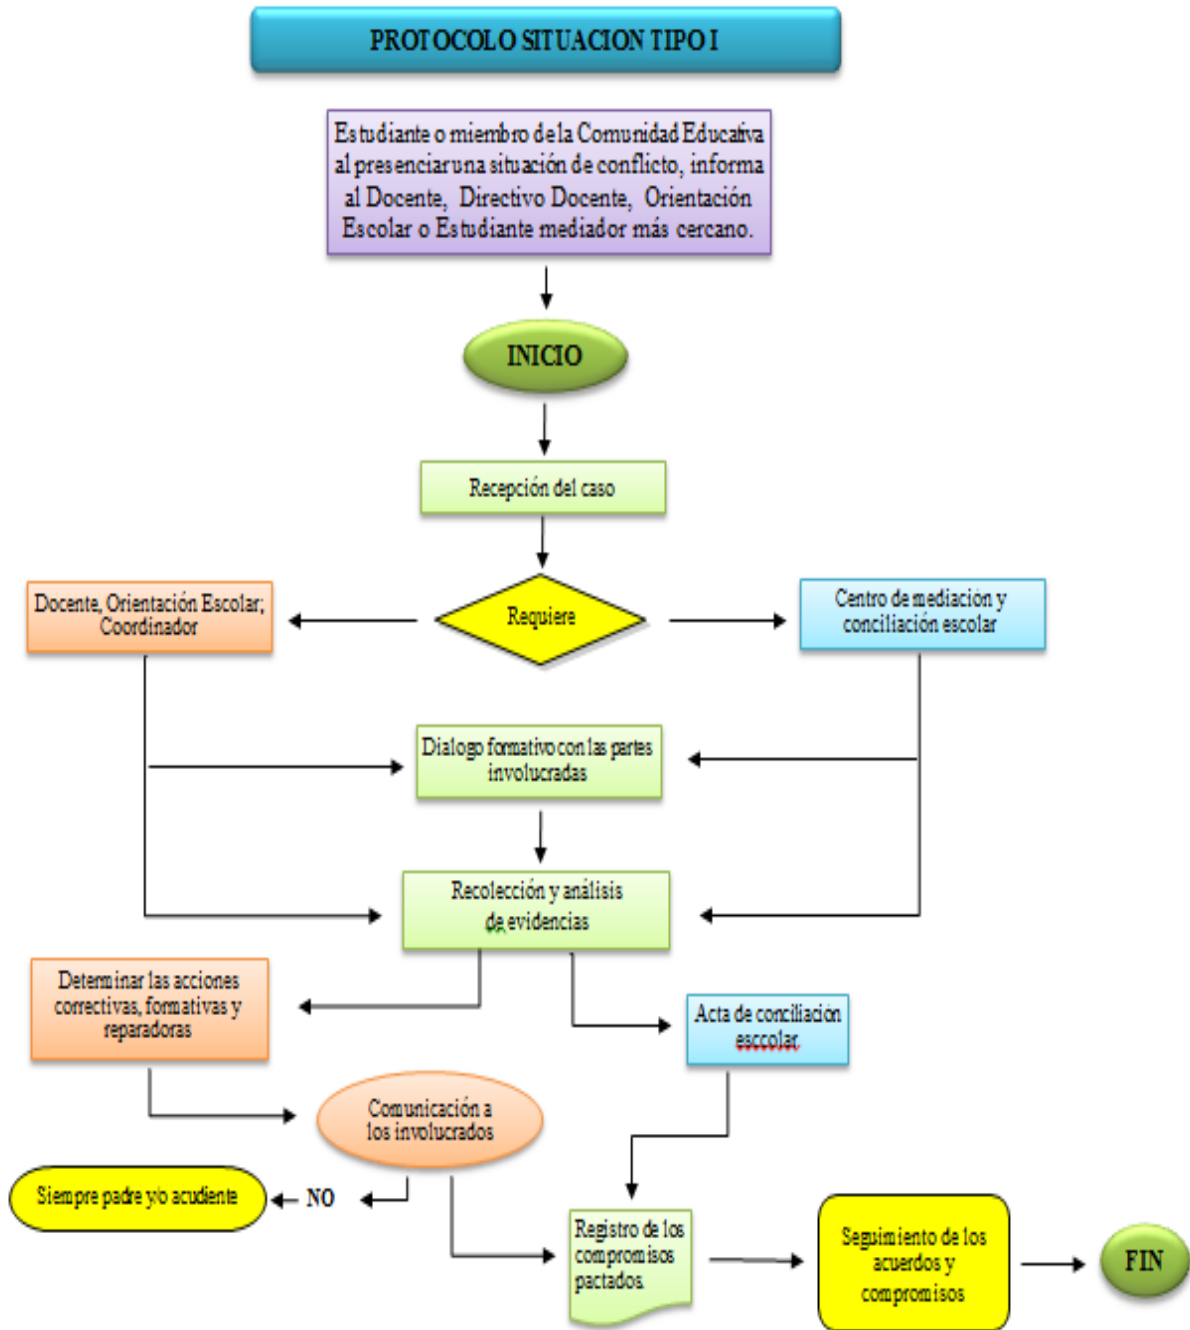 PROTOCOLO SITUACION TIPO I
Estudiante o miembro de la Comunidad Educativa
al presenciar una situación de conflicto, informa
al Docente, Directivo Docente, Orientación
Escolar o Estudiante mediador más cercano.
INICIO
Recepción del caso
Docente, Orientación Escolar;
Coordinador
Requiere
Centro de mediación y
conciliación escolar
Dialogo formativo con las partes
involucradas
Recolección y análisis
de evidencias
Determinar las acciones
correctivas, formativas y
reparadoras
Acta de conciliación
esccolar.
Comunicación a
los involucrados
Siempre padre y/o acudiente
NO
Registro de los
compromisos
pactados.
Seguimiento de los
acuerdos y
compromisos
FIN